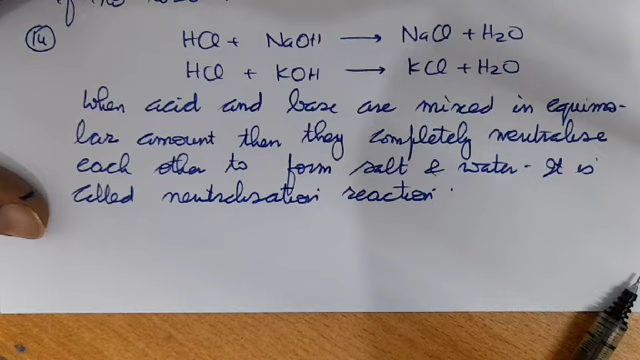 (14) HCl + NaOH → NaCl + H2O
HCl + KOH → KCl + H2O
When acid and base are mixed in equimo-
lar amount then they completely neutralise
each other to form salt & water. It is
called neutralisation reaction.